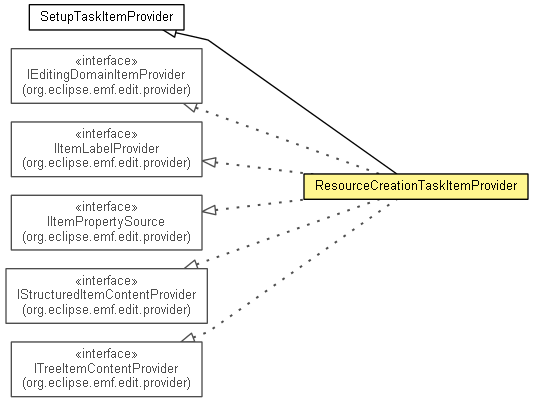 SetupTaskItemProvider
«interface»
IEditingDomainItemProvider
(org.eclipse.emf.edit.provider)
«interface»
IItemLabelProvider
(org.eclipse.emf.edit.provider)
ResourceCreationTaskItemProvider
«interface»
IItemPropertySource
(org.eclipse.emf.edit.provider)
«interface»
IStructuredItemContentProvider
(org.eclipse.emf.edit.provider)
«interface»
ITreeItemContentProvider
(org.eclipse.emf.edit.provider)